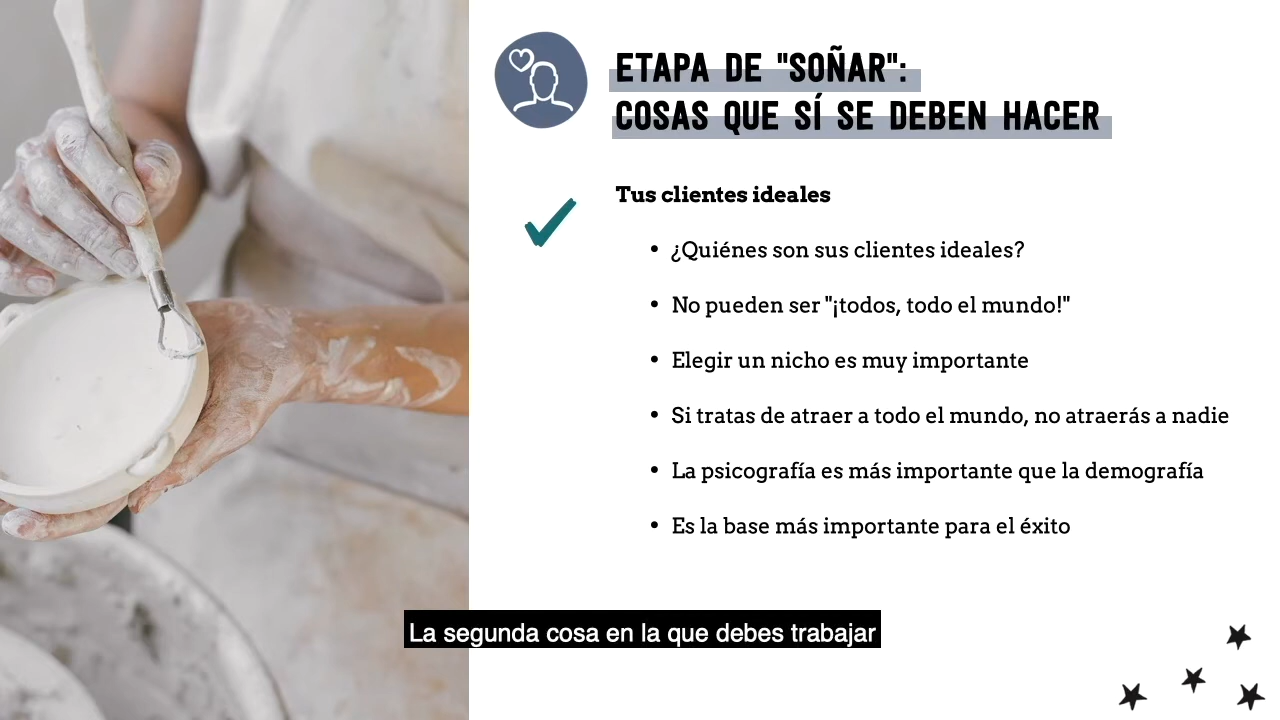 ETAPA DE "SOÑAR":
COSAS QUE SÍ SE DEBEN HACER
Tus clientes ideales
• ¿Quiénes son sus clientes ideales?
• No pueden ser "¡todos, todo el mundo!"
• Elegir un nicho es muy importante
• Si tratas de atraer a todo el mundo, no atraerás a nadie
• La psicografía es más importante que la demografía
• Es la base más importante para el éxito
La segunda cosa en la que debes trabajar